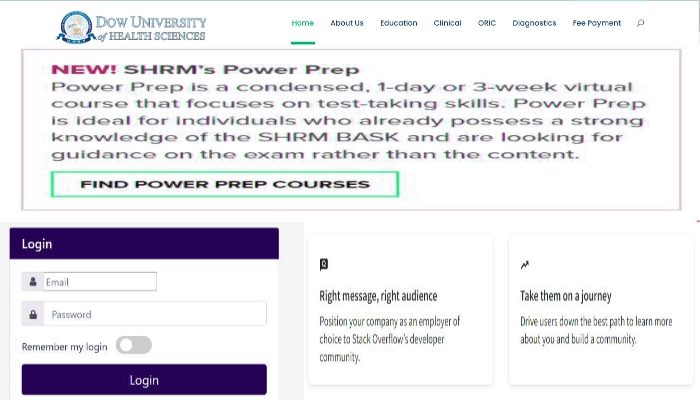 DOW UNIVERSITY
of HEALTH SCIENCES
Home About Us Education Clinical ORIC Diagnostics Fee Payment
NEW! SHRM's Power Prep
Power Prep is a condensed, 1-day or 3-week virtual
course that focuses on test-taking skills. Power Prep
is ideal for individuals who already possess a strong
knowledge of the SHRM BASK and are looking for
guidance on the exam rather than the content.
FIND POWER PREP COURSES
Login
Email
Password
Remember my login
Login
Right message, right audience
Position your company as an employer of
choice to Stack Overflow's developer
community.
Take them on a journey
Drive users down the best path to learn more
about you and build a community.